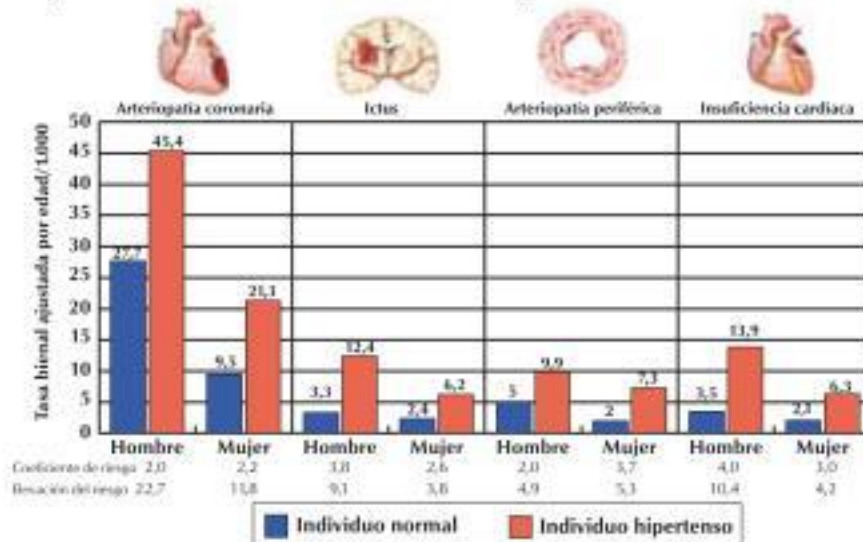 Arteriopatía coronaria Ictus Arteriopatía periférica Insuficiencia cardiaca
Tasa bienal ajustada por edad/1.000
50
45
40
35
30
25
20
15
10
5
0
27,7 45,4 9,5 21,3 3,3 12,4 2,4 6,2 5 9,9 2 7,3 3,5 13,9 2,1 6,3
Hombre Mujer Hombre Mujer Hombre Mujer Hombre Mujer
Coeficiente de riesgo 2,0 2,2 3,8 2,6 2,0 3,7 4,0 3,0
Elevación del riesgo 22,7 11,8 9,1 3,8 4,9 5,3 10,4 4,2
Individuo normal Individuo hipertenso